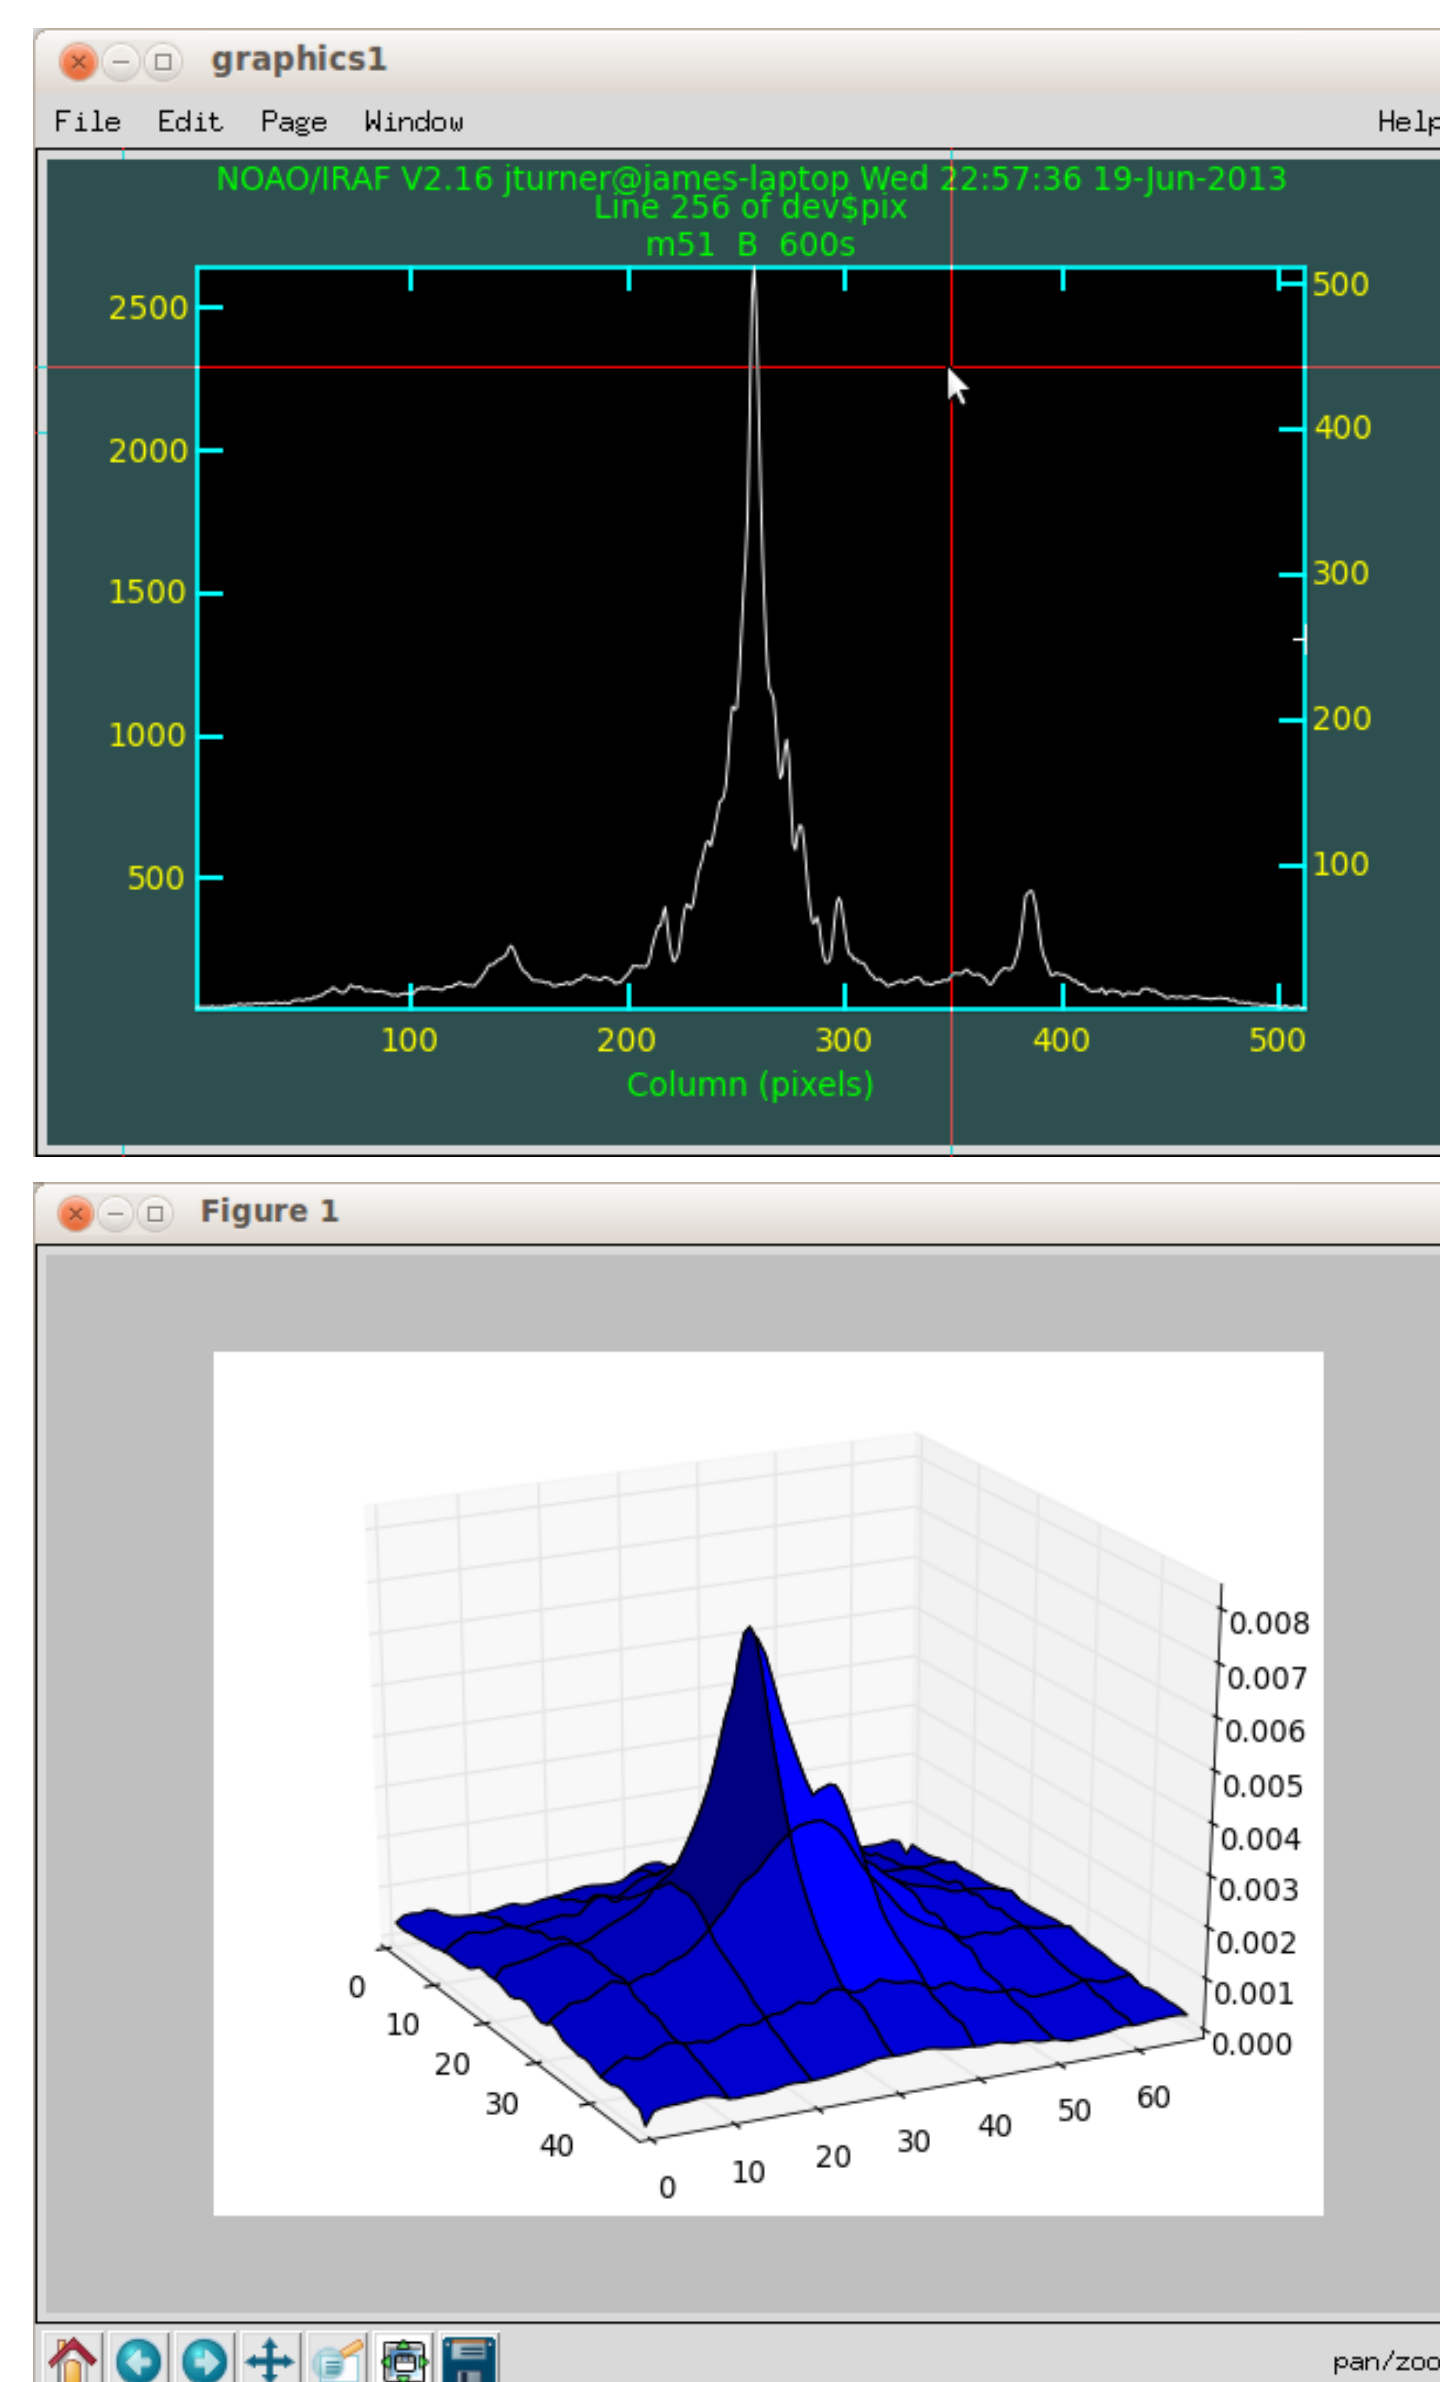 graphics1
File Edit Page Window Help
NOAO/IRAF V2.16 jturner@james-laptop Wed 22:57:36 19-Jun-2013
Line 256 of dev$pix
m51 B 600s
2500 500
2000 400
1500 300
1000 200
500 100
100 200 300 400 500
Column (pixels)
Figure 1
0.008
0.007
0.006
0.005
0.004
0.003
0.002
0.001
0.000
0
10
20
30
40
0 10 20 30 40 50 60
pan/zoo